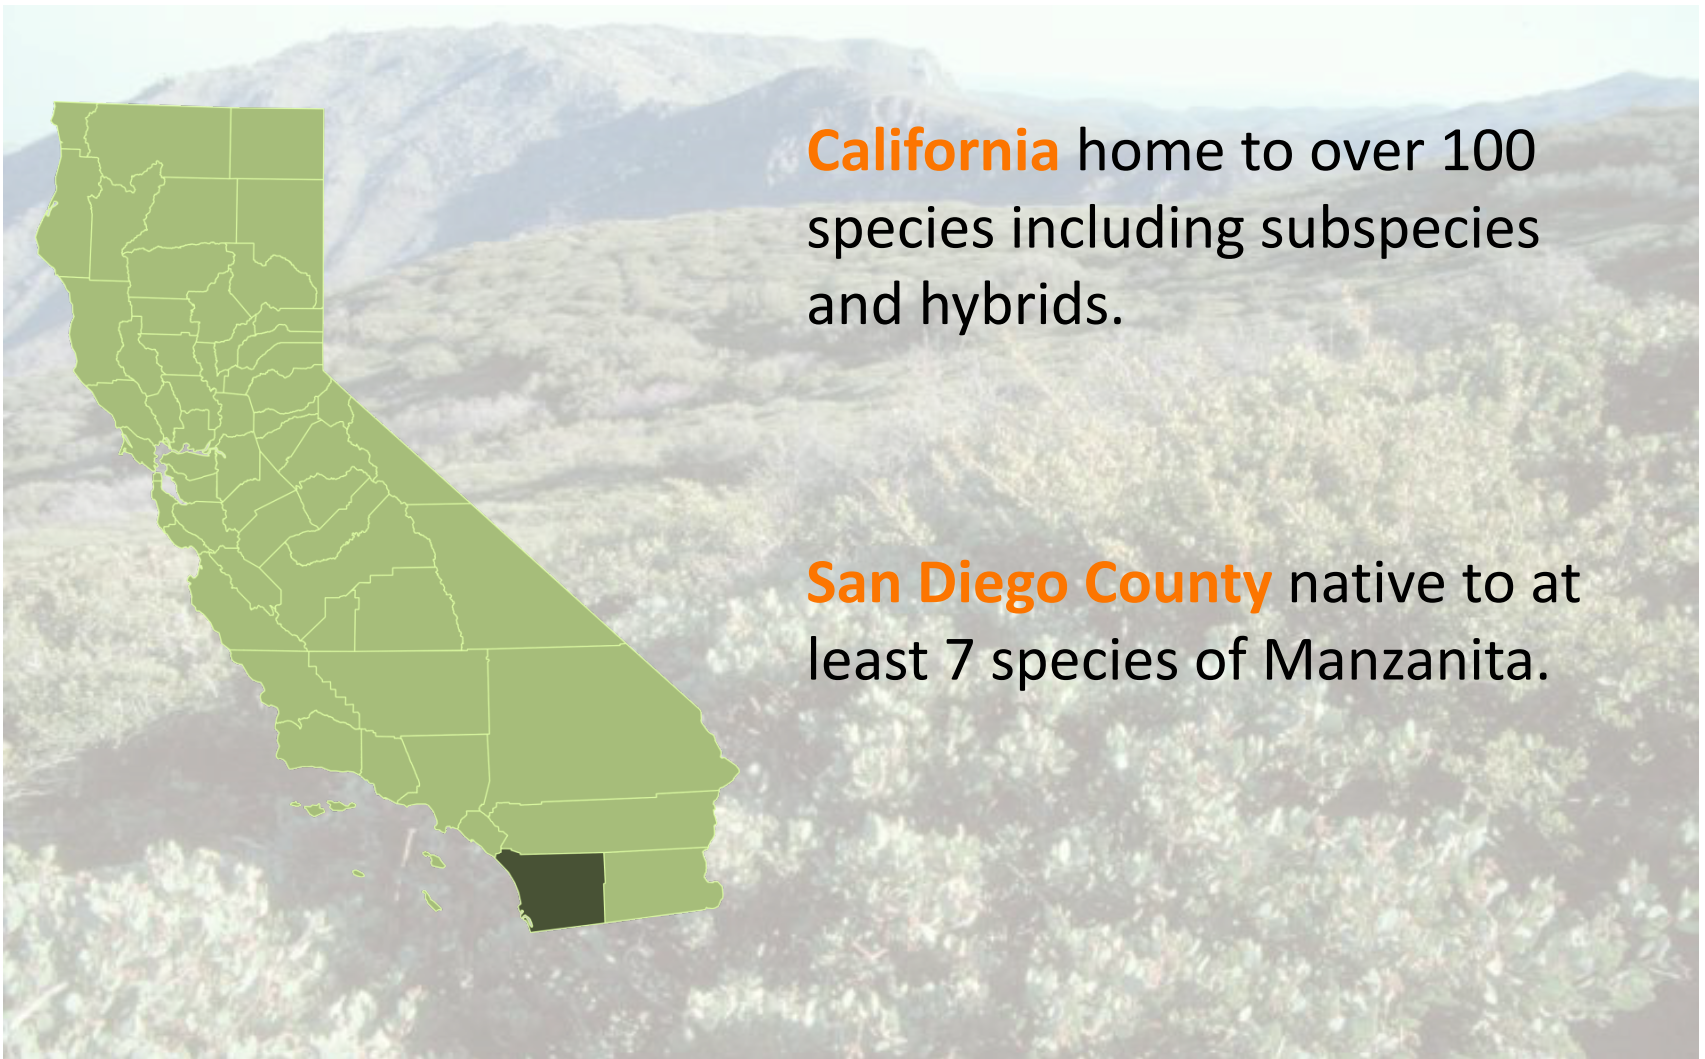 California home to over 100
species including subspecies
and hybrids.
San Diego County native to at
least 7 species of Manzanita.